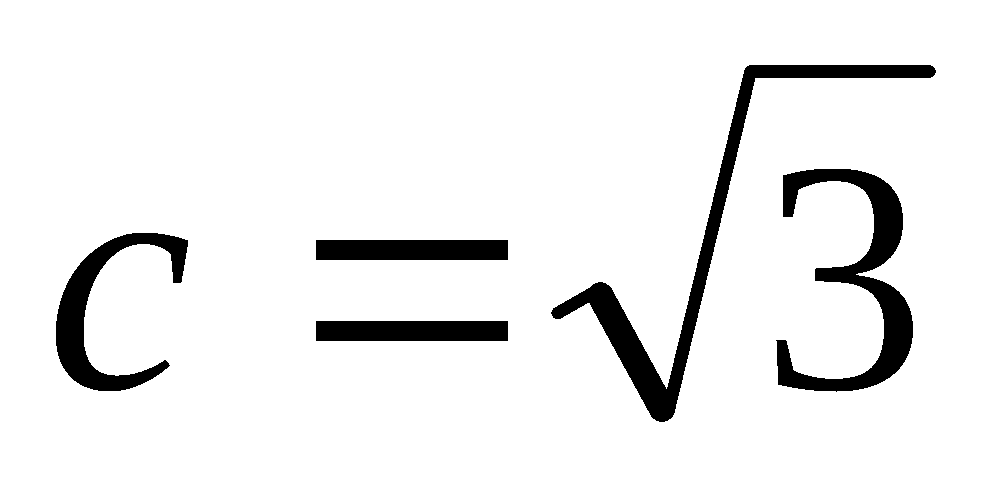 c = √3